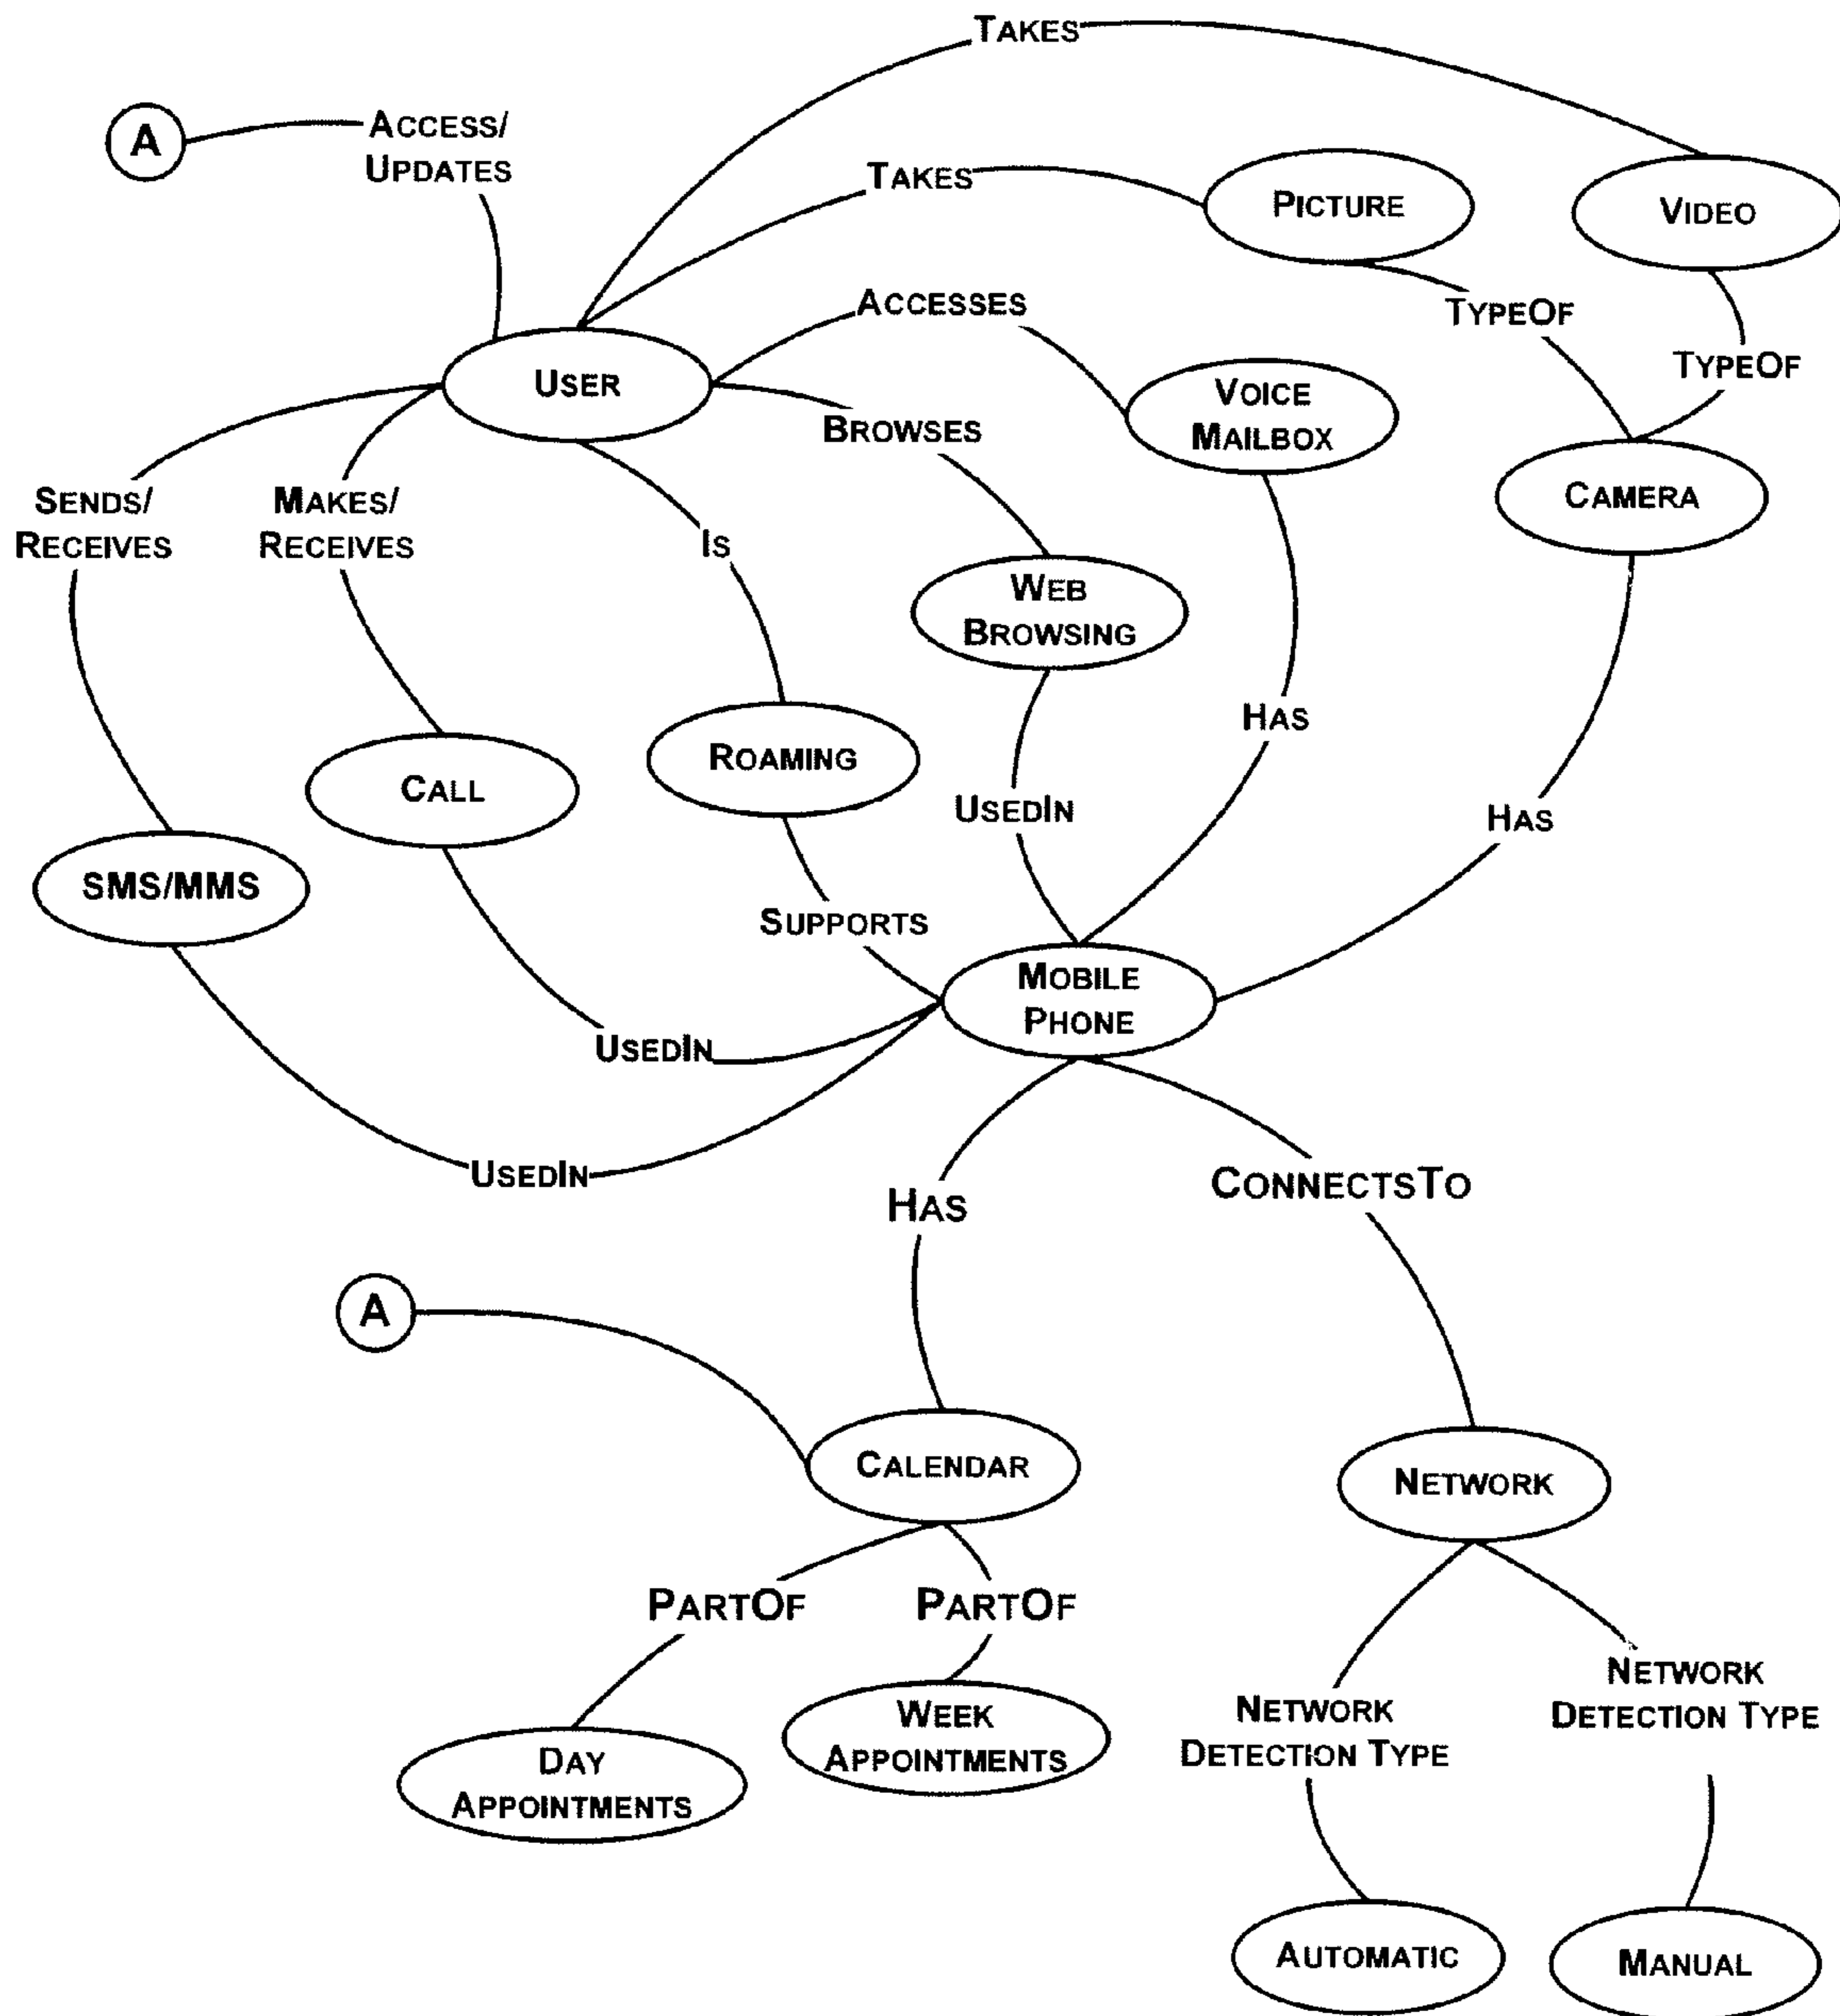 TAKES
A
ACCESS/
UPDATES
TAKES
PICTURE
VIDEO
ACCESSES
TYPEOF
TYPEOF
USER
VOICE
MAILBOX
BROWSES
SENDS/
RECEIVES
MAKES/
RECEIVES
IS
CAMERA
WEB
BROWSING
HAS
ROAMING
CALL
USEDIN
HAS
SMS/MMS
SUPPORTS
MOBILE
PHONE
USEDIN
USEDIN
HAS
CONNECTSTO
A
CALENDAR
NETWORK
PARTOF
PARTOF
NETWORK
DETECTION TYPE
NETWORK
DETECTION TYPE
WEEK
APPOINTMENTS
DAY
APPOINTMENTS
AUTOMATIC
MANUAL